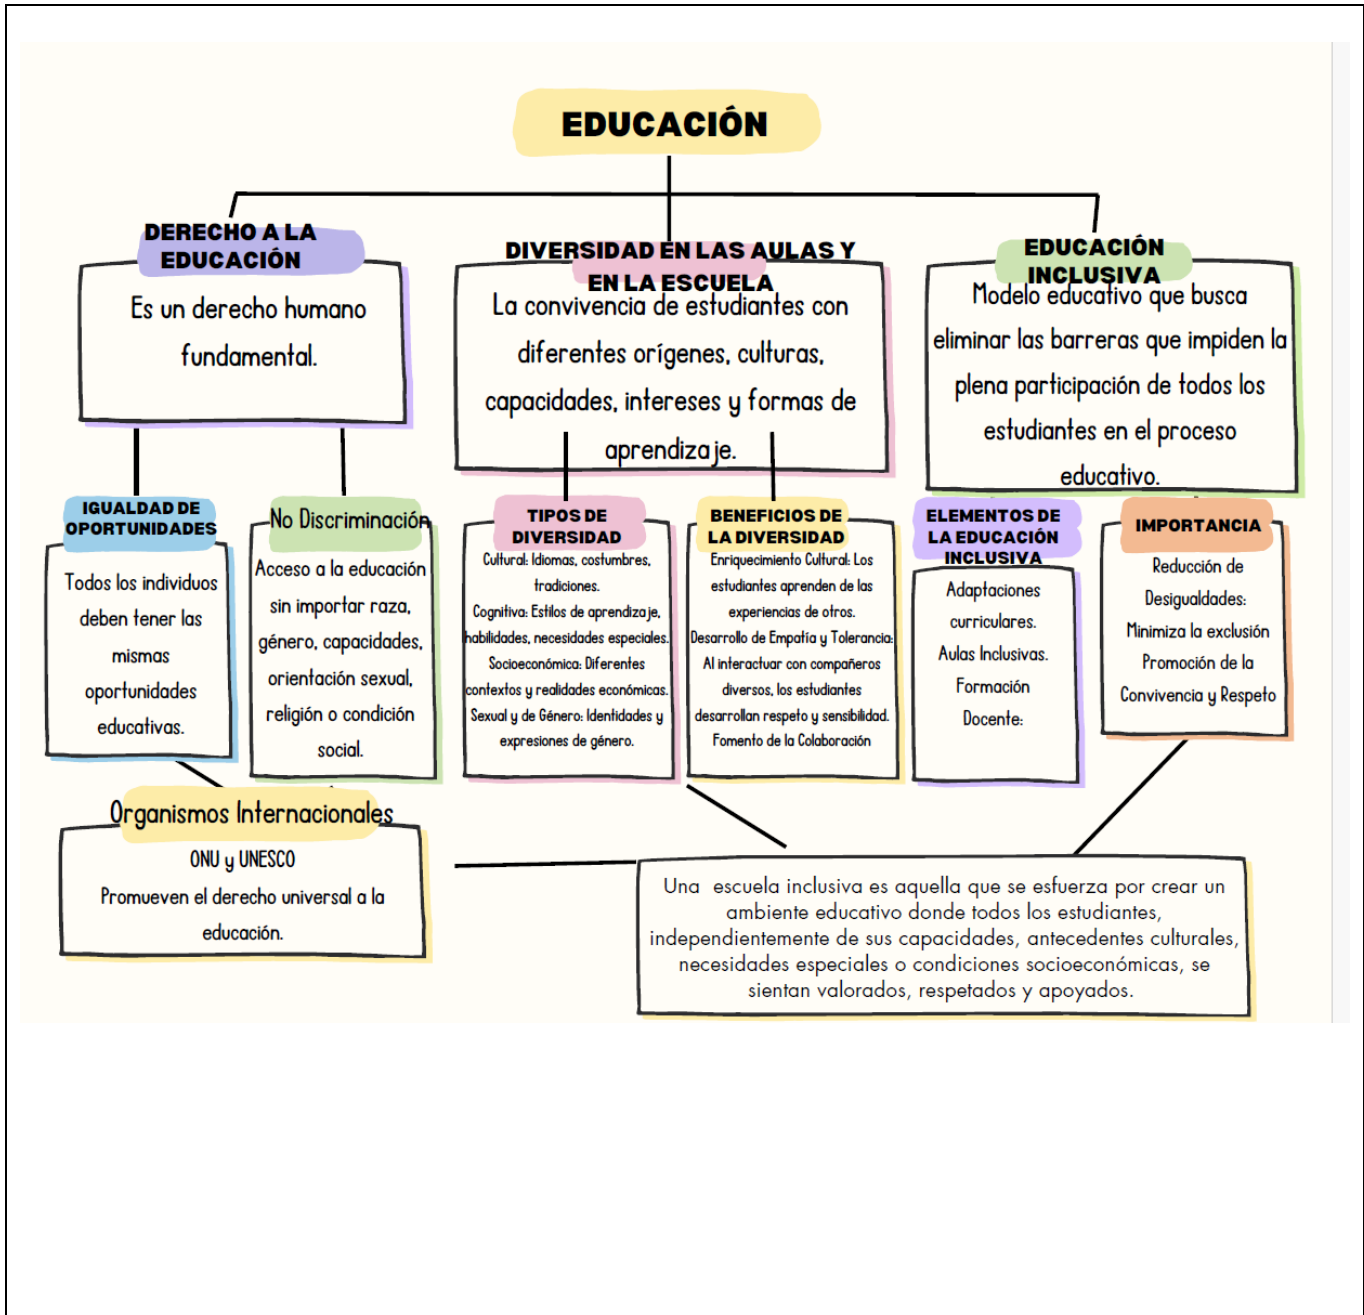 EDUCACIÓN
DERECHO A LA
EDUCACIÓN
Es un derecho humano
fundamental.
DIVERSIDAD EN LAS AULAS Y
EN LA ESCUELA
La convivencia de estudiantes con
diferentes orígenes, culturas,
capacidades, intereses y formas de
aprendizaje.
EDUCACIÓN
INCLUSIVA
Modelo educativo que busca
eliminar las barreras que impiden la
plena participación de todos los
estudiantes en el proceso
educativo.
IGUALDAD DE
OPORTUNIDADES
Todos los individuos
deben tener las
mismas
oportunidades
educativas.
No Discriminación
Acceso a la educación
sin importar raza,
género, capacidades,
orientación sexual,
religión o condición
social.
TIPOS DE
DIVERSIDAD
Cultural: Idiomas, costumbres,
tradiciones.
Cognitiva: Estilos de aprendizaje,
habilidades, necesidades especiales.
Socioeconómica: Diferentes
contextos y realidades económicas.
Sexual y de Género: Identidades y
expresiones de género.
BENEFICIOS DE
LA DIVERSIDAD
Enriquecimiento Cultural: Los
estudiantes aprenden de las
experiencias de otros.
Desarrollo de Empatía y Tolerancia:
Al interactuar con compañeros
diversos, los estudiantes
desarrollan respeto y sensibilidad.
Fomento de la Colaboración
ELEMENTOS DE
LA EDUCACIÓN
INCLUSIVA
Adaptaciones
curriculares.
Aulas Inclusivas.
Formación
Docente:
IMPORTANCIA
Reducción de
Desigualdades:
Minimiza la exclusión
Promoción de la
Convivencia y Respeto
Organismos Internacionales
ONU y UNESCO
Promueven el derecho universal a la
educación.
Una escuela inclusiva es aquella que se esfuerza por crear un
ambiente educativo donde todos los estudiantes,
independientemente de sus capacidades, antecedentes culturales,
necesidades especiales o condiciones socioeconómicas, se
sientan valorados, respetados y apoyados.